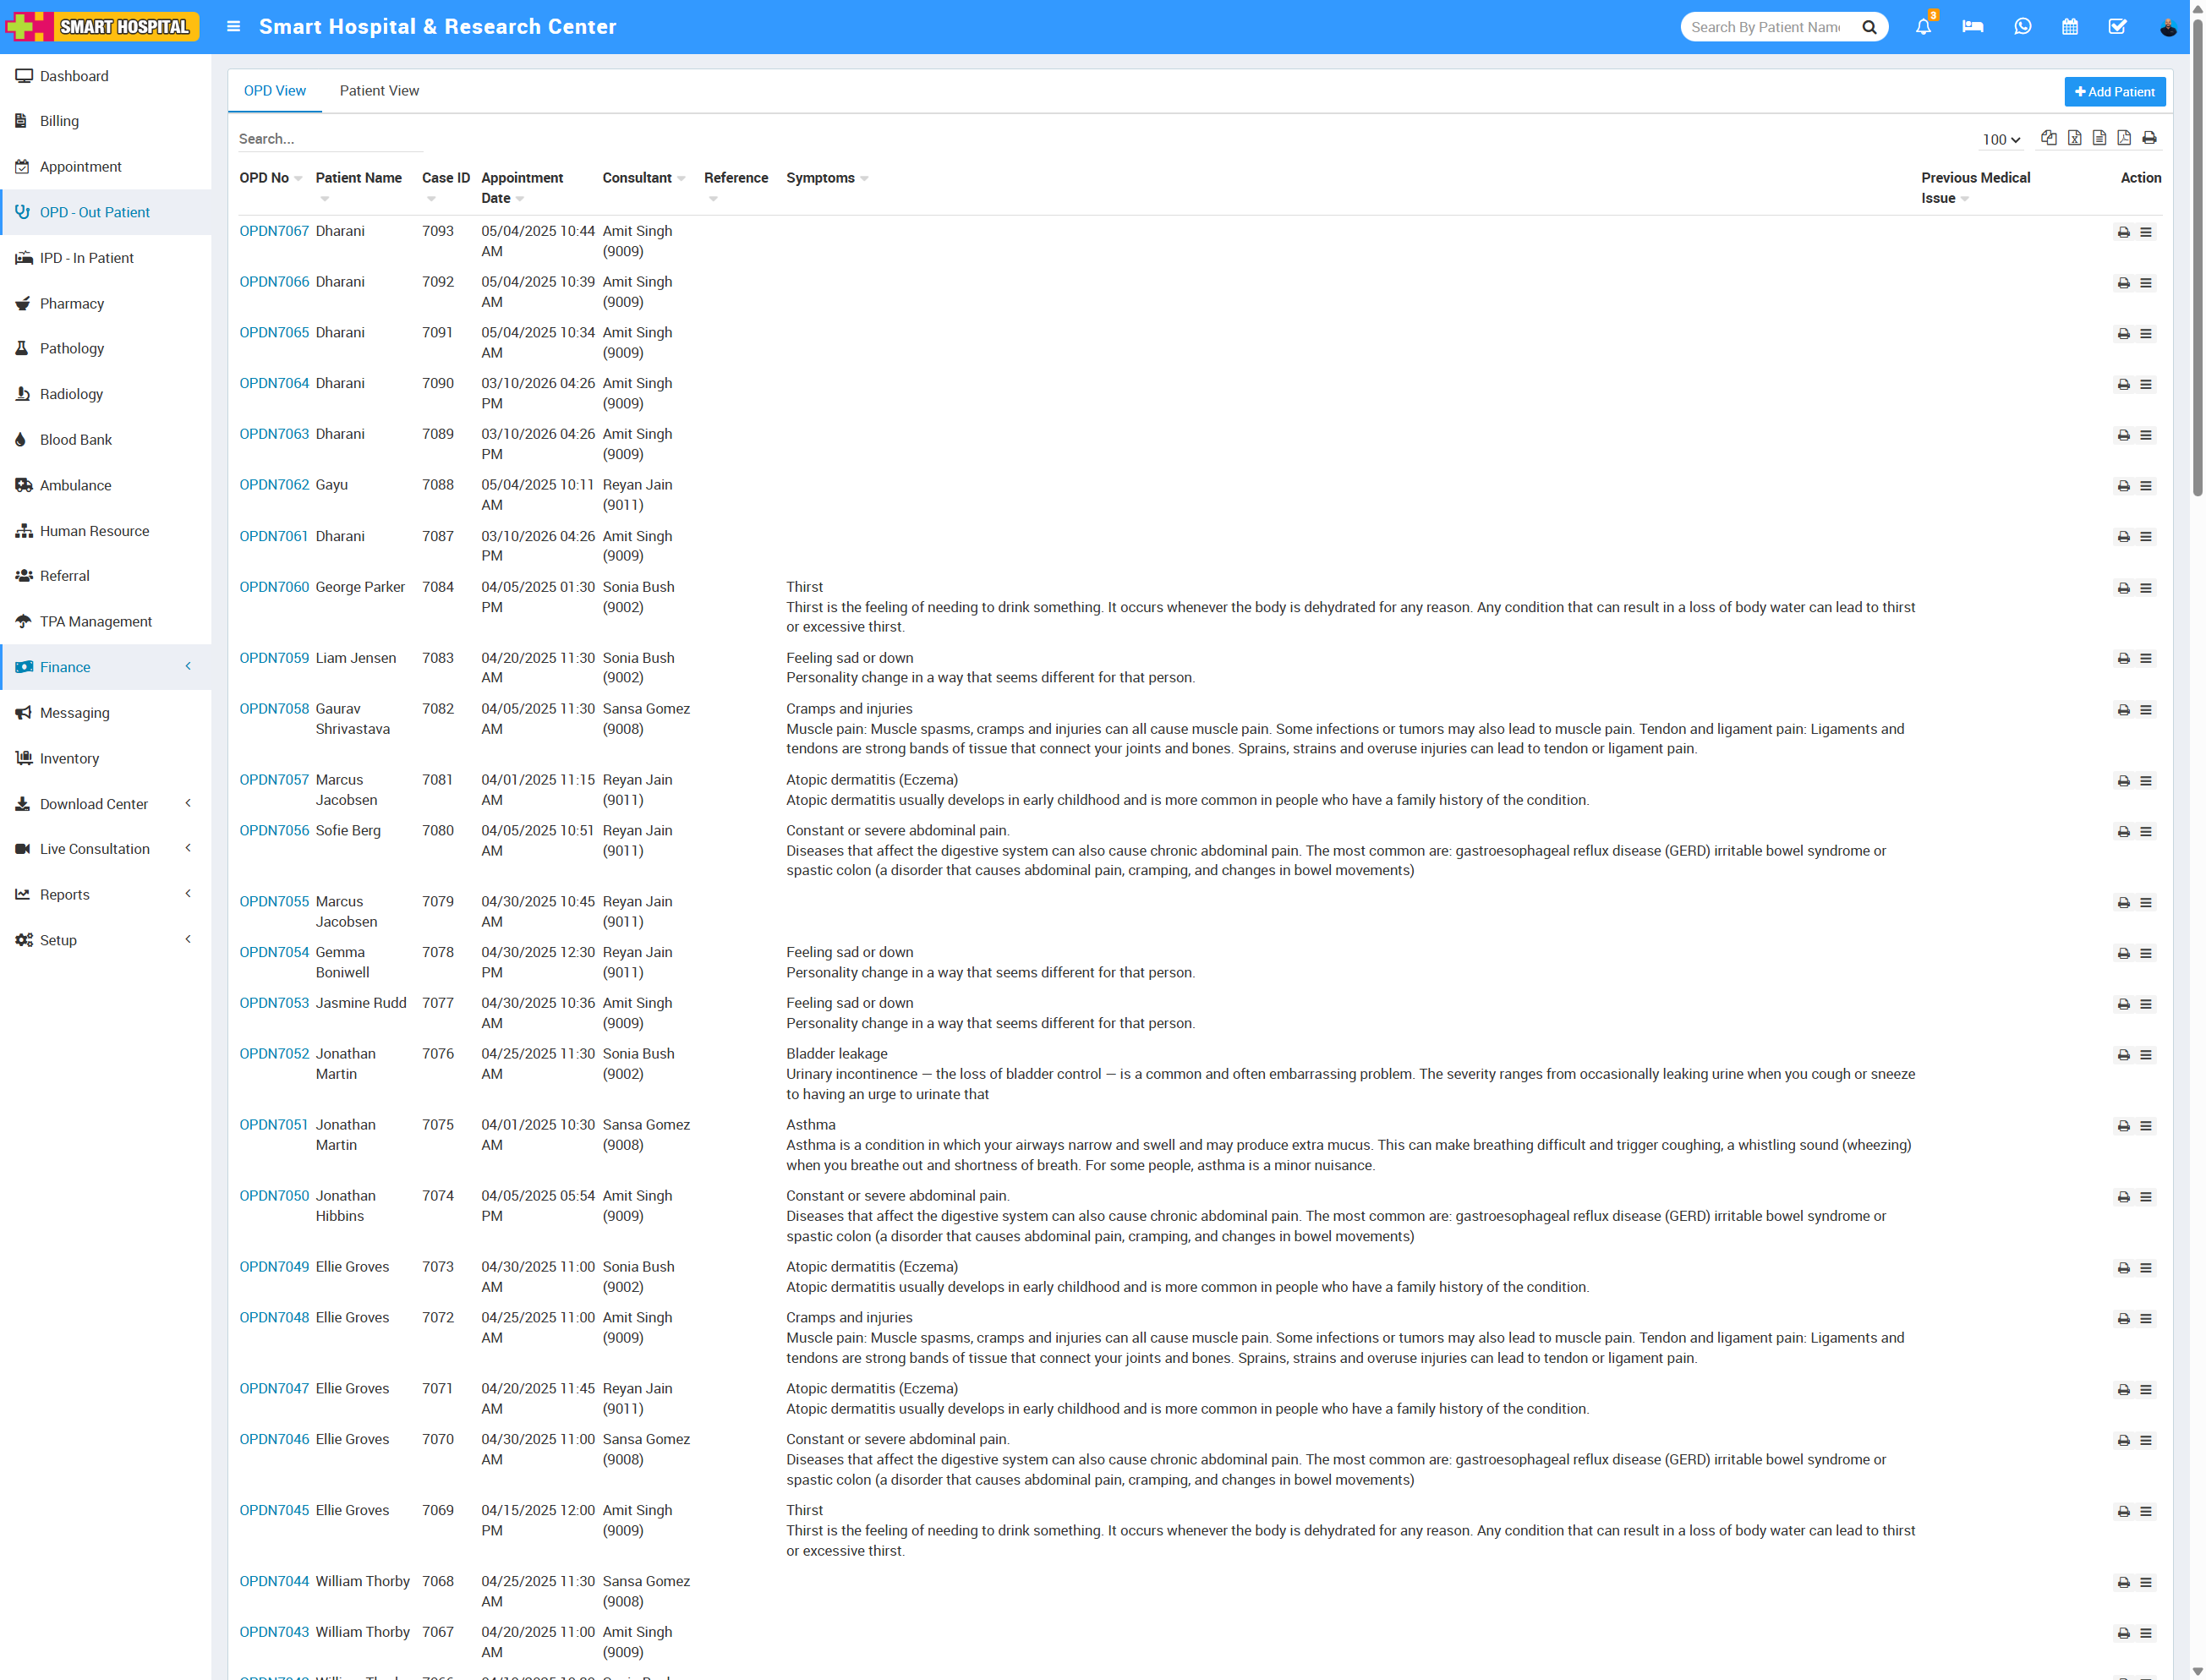 SMART HOSPITAL
Smart Hospital & Research Center
Search By Patient Name
3
Dashboard
Billing
Appointment
OPD - Out Patient
IPD - In Patient
Pharmacy
Pathology
Radiology
Blood Bank
Ambulance
Human Resource
Referral
TPA Management
Finance
Messaging
Inventory
Download Center
Live Consultation
Reports
Setup
OPD View Patient View
Add Patient
Search...
100
OPD No Patient Name Case ID Appointment Date Consultant Reference Symptoms Previous Medical Issue Action
OPDN7067 Dharani 7093 05/04/2025 10:44 AM Amit Singh (9009)
OPDN7066 Dharani 7092 05/04/2025 10:39 AM Amit Singh (9009)
OPDN7065 Dharani 7091 05/04/2025 10:34 AM Amit Singh (9009)
OPDN7064 Dharani 7090 03/10/2026 04:26 PM Amit Singh (9009)
OPDN7063 Dharani 7089 03/10/2026 04:26 PM Amit Singh (9009)
OPDN7062 Gayu 7088 05/04/2025 10:11 AM Reyan Jain (9011)
OPDN7061 Dharani 7087 03/10/2026 04:26 PM Amit Singh (9009)
OPDN7060 George Parker 7084 04/05/2025 01:30 PM Sonia Bush (9002) Thirst
Thirst is the feeling of needing to drink something. It occurs whenever the body is dehydrated for any reason. Any condition that can result in a loss of body water can lead to thirst
or excessive thirst.
OPDN7059 Liam Jensen 7083 04/20/2025 11:30 AM Sonia Bush (9002) Feeling sad or down
Personality change in a way that seems different for that person.
OPDN7058 Gaurav Shrivastava 7082 04/05/2025 11:30 AM Sansa Gomez (9008) Cramps and injuries
Muscle pain: Muscle spasms, cramps and injuries can all cause muscle pain. Some infections or tumors may also lead to muscle pain. Tendon and ligament pain: Ligaments and
tendons are strong bands of tissue that connect your joints and bones. Sprains, strains and overuse injuries can lead to tendon or ligament pain.
OPDN7057 Marcus Jacobsen 7081 04/01/2025 11:15 AM Reyan Jain (9011) Atopic dermatitis (Eczema)
Atopic dermatitis usually develops in early childhood and is more common in people who have a family history of the condition.
OPDN7056 Sofie Berg 7080 04/05/2025 10:51 AM Reyan Jain (9011) Constant or severe abdominal pain.
Diseases that affect the digestive system can also cause chronic abdominal pain. The most common are: gastroesophageal reflux disease (GERD) irritable bowel syndrome or
spastic colon (a disorder that causes abdominal pain, cramping, and changes in bowel movements)
OPDN7055 Marcus Jacobsen 7079 04/30/2025 10:45 AM Reyan Jain (9011)
OPDN7054 Gemma Boniwell 7078 04/30/2025 12:30 PM Reyan Jain (9011) Feeling sad or down
Personality change in a way that seems different for that person.
OPDN7053 Jasmine Rudd 7077 04/30/2025 10:36 AM Amit Singh (9009) Feeling sad or down
Personality change in a way that seems different for that person.
OPDN7052 Jonathan Martin 7076 04/25/2025 11:30 AM Sonia Bush (9002) Bladder leakage
Urinary incontinence — the loss of bladder control — is a common and often embarrassing problem. The severity ranges from occasionally leaking urine when you cough or sneeze
to having an urge to urinate that
OPDN7051 Jonathan Martin 7075 04/01/2025 10:30 AM Sansa Gomez (9008) Asthma
Asthma is a condition in which your airways narrow and swell and may produce extra mucus. This can make breathing difficult and trigger coughing, a whistling sound (wheezing)
when you breathe out and shortness of breath. For some people, asthma is a minor nuisance.
OPDN7050 Jonathan Hibbins 7074 04/05/2025 05:54 PM Amit Singh (9009) Constant or severe abdominal pain.
Diseases that affect the digestive system can also cause chronic abdominal pain. The most common are: gastroesophageal reflux disease (GERD) irritable bowel syndrome or
spastic colon (a disorder that causes abdominal pain, cramping, and changes in bowel movements)
OPDN7049 Ellie Groves 7073 04/30/2025 11:00 AM Sonia Bush (9002) Atopic dermatitis (Eczema)
Atopic dermatitis usually develops in early childhood and is more common in people who have a family history of the condition.
OPDN7048 Ellie Groves 7072 04/25/2025 11:00 AM Amit Singh (9009) Cramps and injuries
Muscle pain: Muscle spasms, cramps and injuries can all cause muscle pain. Some infections or tumors may also lead to muscle pain. Tendon and ligament pain: Ligaments and
tendons are strong bands of tissue that connect your joints and bones. Sprains, strains and overuse injuries can lead to tendon or ligament pain.
OPDN7047 Ellie Groves 7071 04/20/2025 11:45 AM Reyan Jain (9011) Atopic dermatitis (Eczema)
Atopic dermatitis usually develops in early childhood and is more common in people who have a family history of the condition.
OPDN7046 Ellie Groves 7070 04/30/2025 11:00 AM Sansa Gomez (9008) Constant or severe abdominal pain.
Diseases that affect the digestive system can also cause chronic abdominal pain. The most common are: gastroesophageal reflux disease (GERD) irritable bowel syndrome or
spastic colon (a disorder that causes abdominal pain, cramping, and changes in bowel movements)
OPDN7045 Ellie Groves 7069 04/15/2025 12:00 PM Amit Singh (9009) Thirst
Thirst is the feeling of needing to drink something. It occurs whenever the body is dehydrated for any reason. Any condition that can result in a loss of body water can lead to thirst
or excessive thirst.
OPDN7044 William Thorby 7068 04/25/2025 11:30 AM Sansa Gomez (9008)
OPDN7043 William Thorby 7067 04/20/2025 11:00 AM Amit Singh (9009)